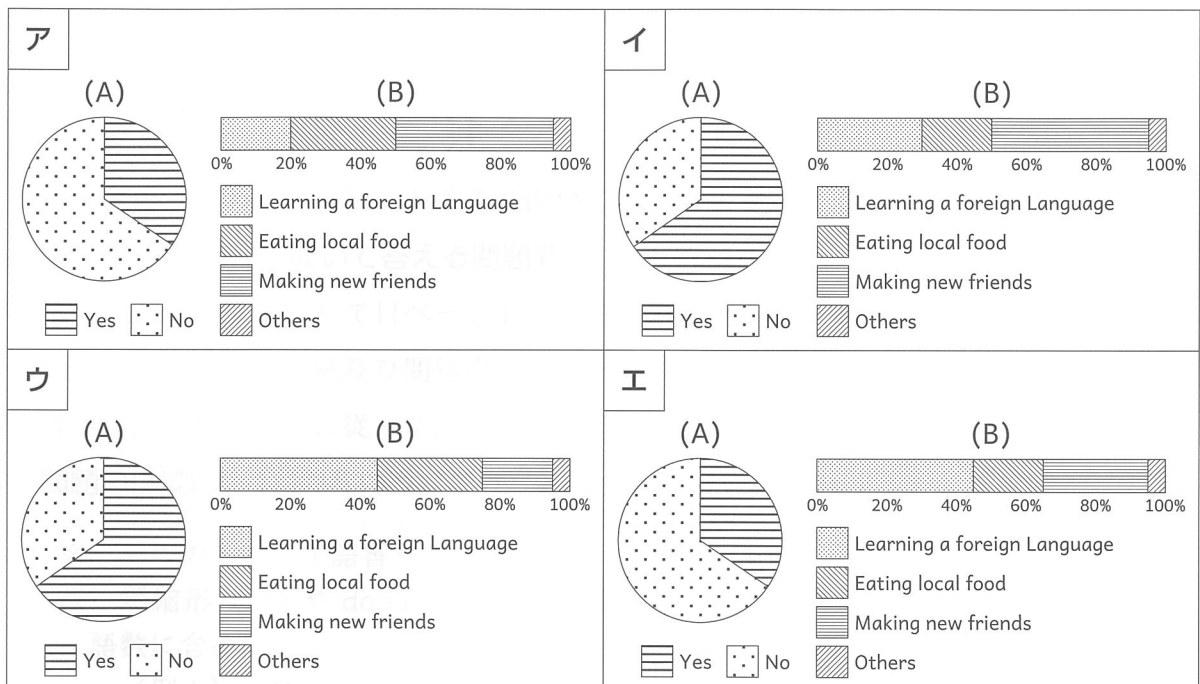 ア
(A)
(B)
0% 20% 40% 60% 80% 100%
Learning a foreign Language
Eating local food
Making new friends
Yes No Others
イ
(A)
(B)
0% 20% 40% 60% 80% 100%
Learning a foreign Language
Eating local food
Making new friends
Yes No Others
ウ
(A)
(B)
0% 20% 40% 60% 80% 100%
Learning a foreign Language
Eating local food
Making new friends
Yes No Others
エ
(A)
(B)
0% 20% 40% 60% 80% 100%
Learning a foreign Language
Eating local food
Making new friends
Yes No Others